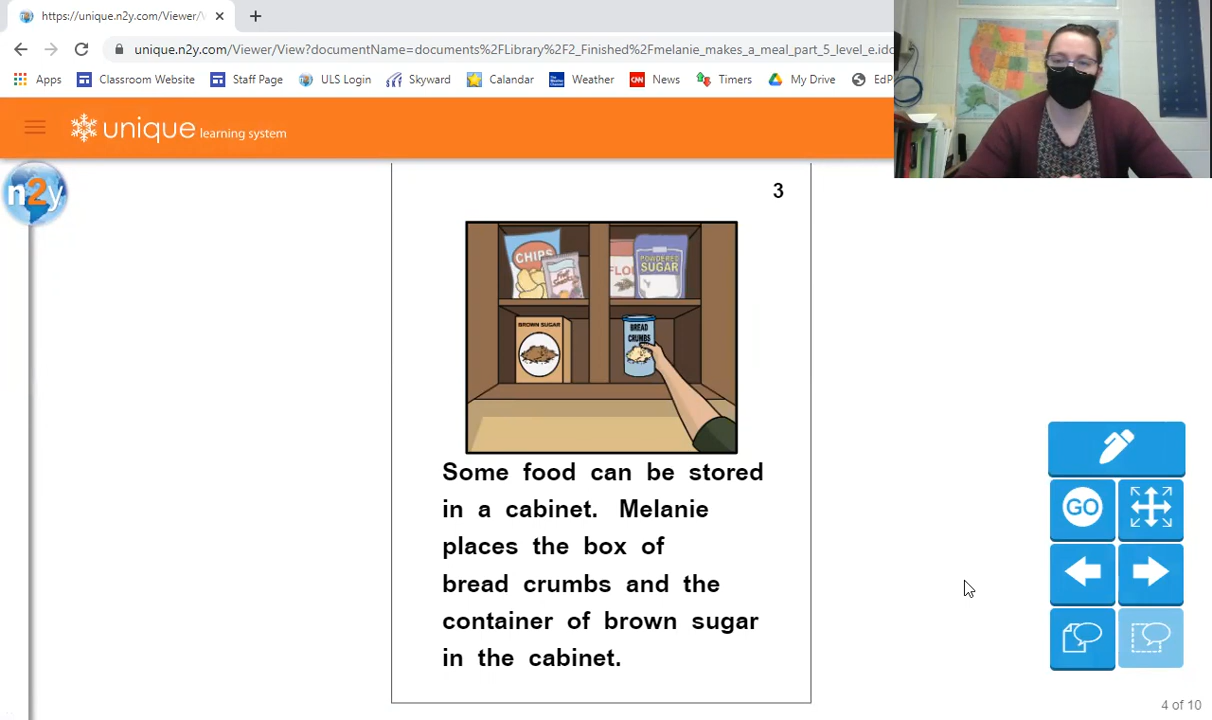 https://unique.n2y.com/Viewer/V
unique.n2y.com/Viewer/View?documentName=documents%2FLibrary%2F2_Finished%2Fmelanie_makes_a_meal_part_5_level_e.idoc
Apps Classroom Website Staff Page ULS Login Skyward Calandar Weather News Timers My Drive EdP
unique learning system
n2y
3
CHIPS
POWDERED
SUGAR
BROWN SUGAR
BREAD
CRUMBS
Some food can be stored
in a cabinet. Melanie
places the box of
bread crumbs and the
container of brown sugar
in the cabinet.
GO
4 of 10